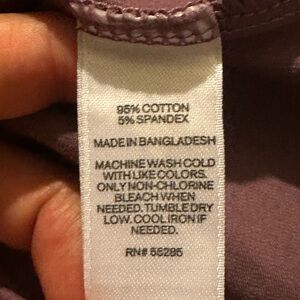 95% COTTON
5% SPANDEX
MADE IN BANGLADESH
MACHINE WASH COLD
WITH LIKE COLORS.
ONLY NON-CHLORINE
BLEACH WHEN
NEEDED. TUMBLE DRY
LOW. COOL IRON IF
NEEDED.
RN# 55285